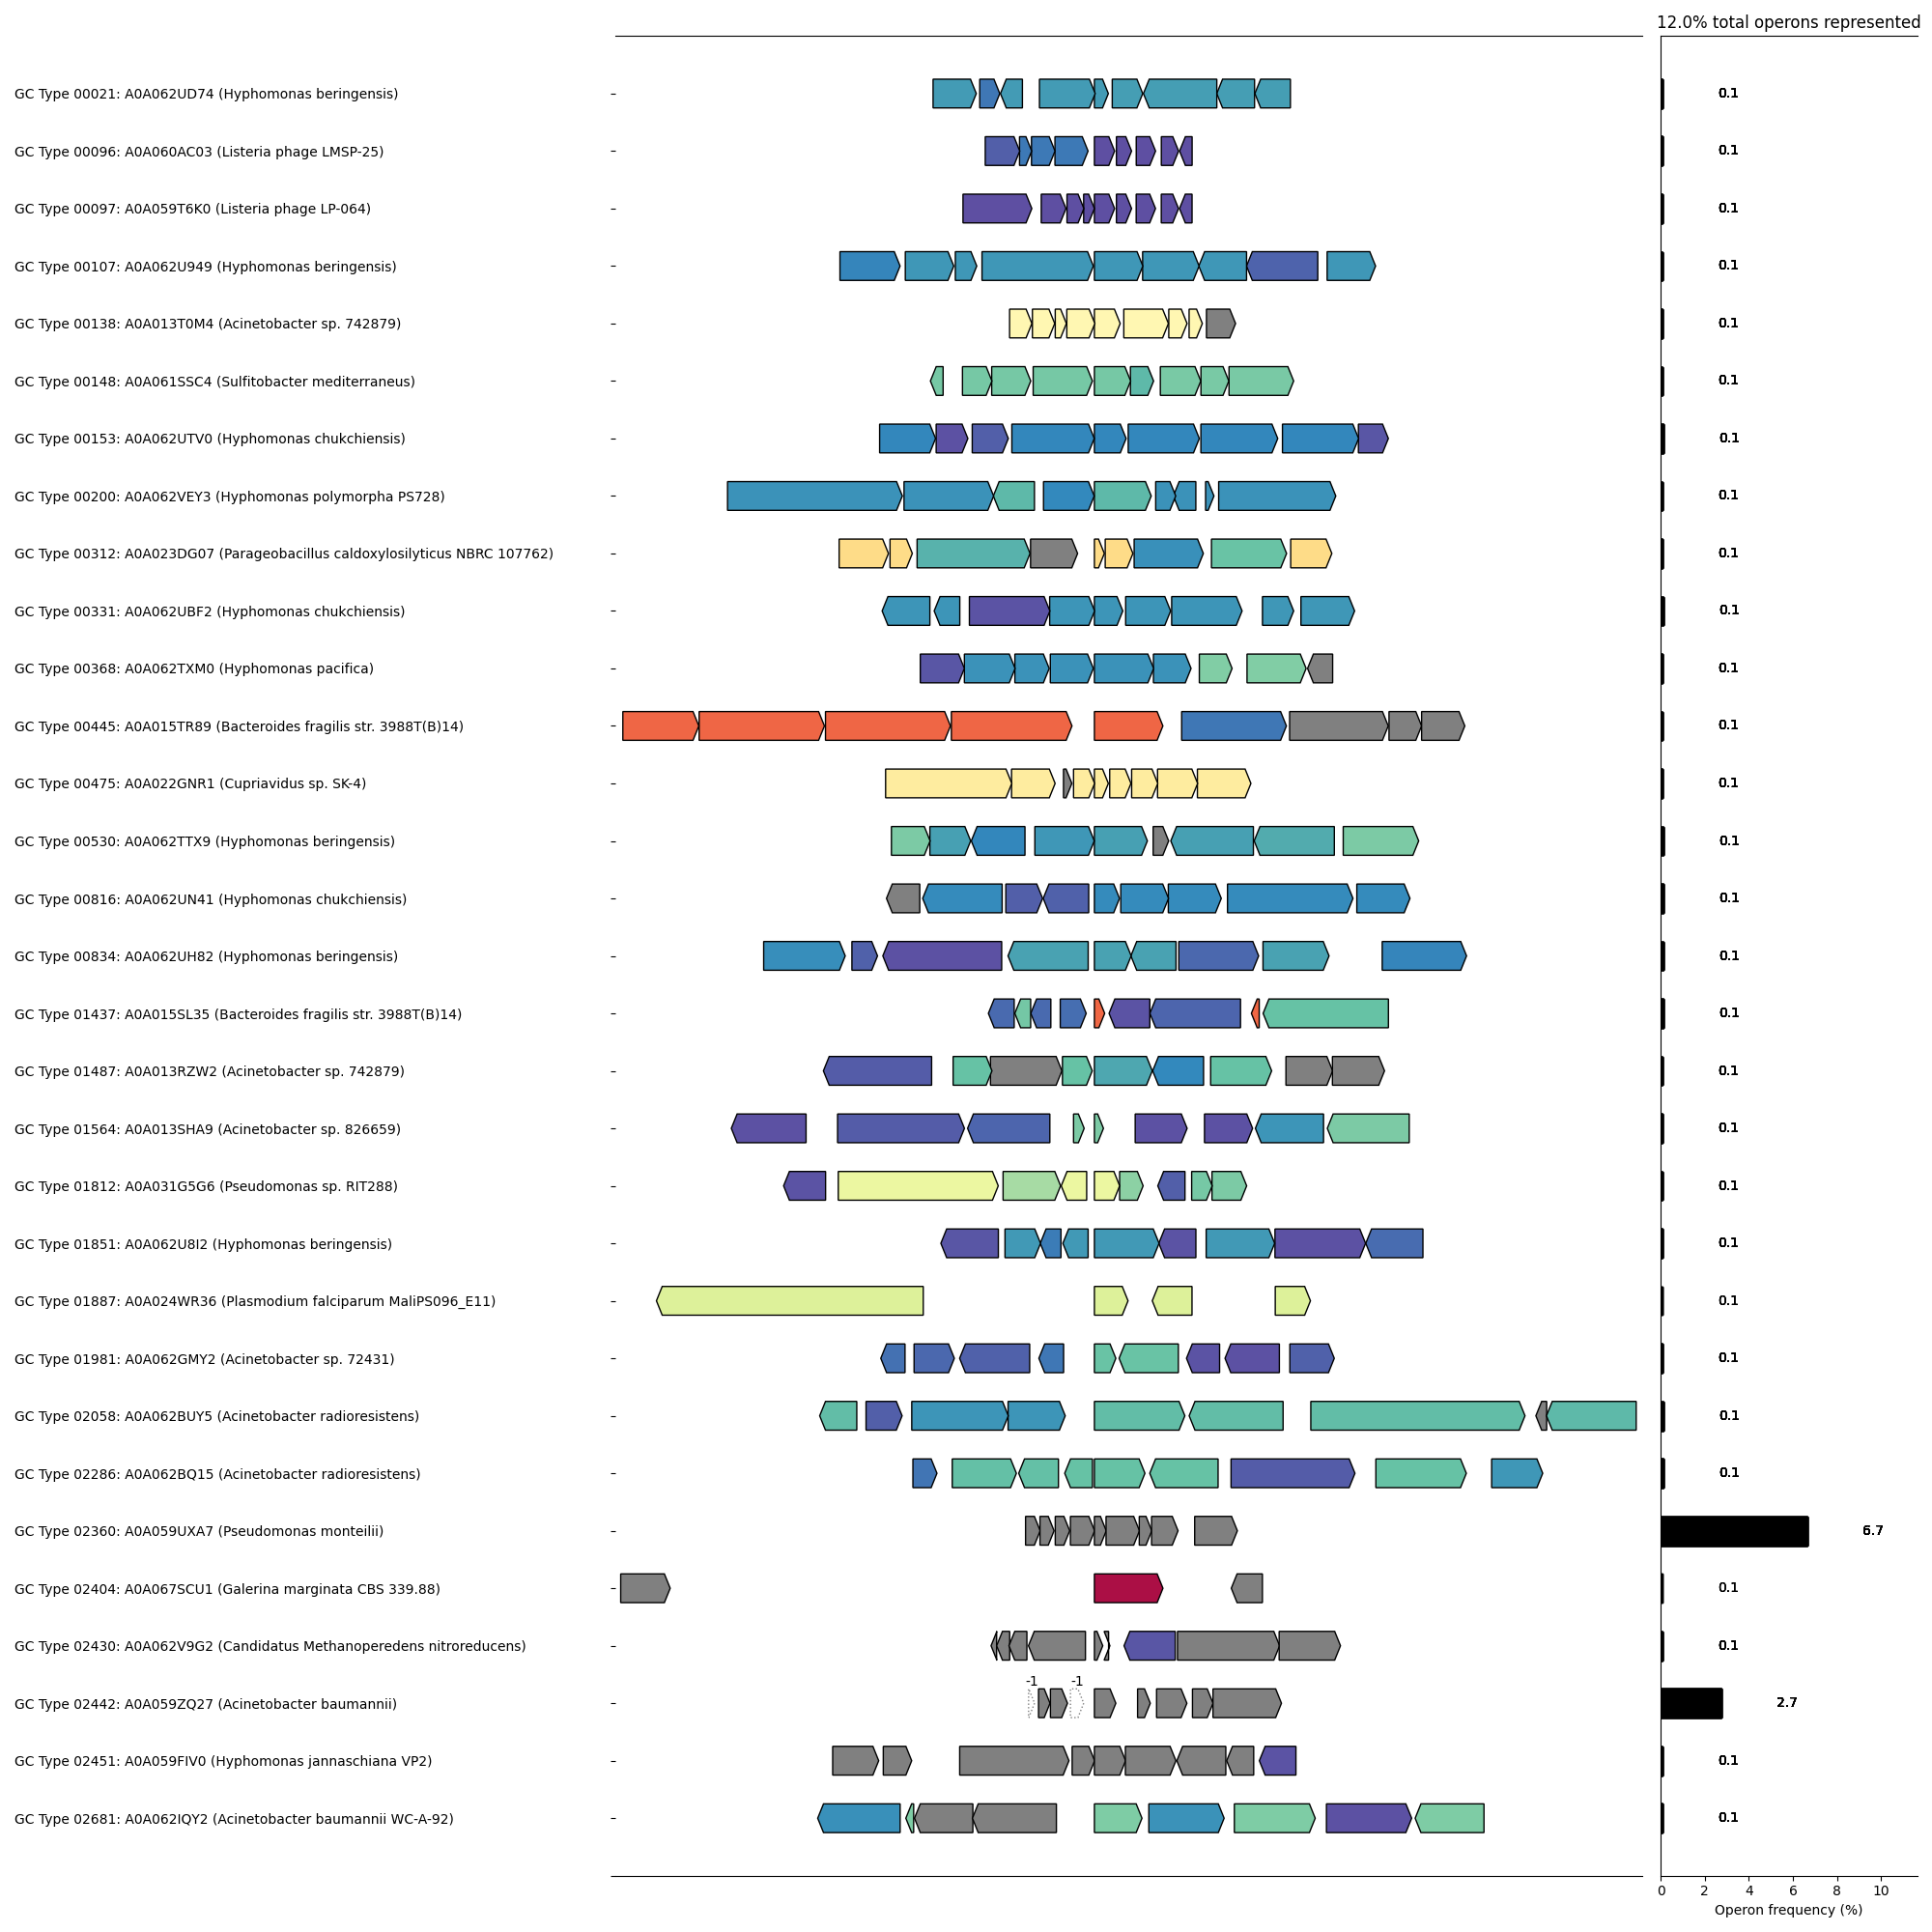 12.0% total operons represented
GC Type 00021: A0A062UD74 (Hyphomonas beringensis) 0.1
GC Type 00096: A0A060AC03 (Listeria phage LMSP-25) 0.1
GC Type 00097: A0A059T6K0 (Listeria phage LP-064) 0.1
GC Type 00107: A0A062U949 (Hyphomonas beringensis) 0.1
GC Type 00138: A0A013T0M4 (Acinetobacter sp. 742879) 0.1
GC Type 00148: A0A061SSC4 (Sulfitobacter mediterraneus) 0.1
GC Type 00153: A0A062UTV0 (Hyphomonas chukchiensis) 0.1
GC Type 00200: A0A062VEY3 (Hyphomonas polymorpha PS728) 0.1
GC Type 00312: A0A023DG07 (Parageobacillus caldoxylosilyticus NBRC 107762) 0.1
GC Type 00331: A0A062UBF2 (Hyphomonas chukchiensis) 0.1
GC Type 00368: A0A062TXM0 (Hyphomonas pacifica) 0.1
GC Type 00445: A0A015TR89 (Bacteroides fragilis str. 3988T(B)14) 0.1
GC Type 00475: A0A022GNR1 (Cupriavidus sp. SK-4) 0.1
GC Type 00530: A0A062TTX9 (Hyphomonas beringensis) 0.1
GC Type 00816: A0A062UN41 (Hyphomonas chukchiensis) 0.1
GC Type 00834: A0A062UH82 (Hyphomonas beringensis) 0.1
GC Type 01437: A0A015SL35 (Bacteroides fragilis str. 3988T(B)14) 0.1
GC Type 01487: A0A013RZW2 (Acinetobacter sp. 742879) 0.1
GC Type 01564: A0A013SHA9 (Acinetobacter sp. 826659) 0.1
GC Type 01812: A0A031G5G6 (Pseudomonas sp. RIT288) 0.1
GC Type 01851: A0A062U8I2 (Hyphomonas beringensis) 0.1
GC Type 01887: A0A024WR36 (Plasmodium falciparum MaliPS096_E11) 0.1
GC Type 01981: A0A062GMY2 (Acinetobacter sp. 72431) 0.1
GC Type 02058: A0A062BUY5 (Acinetobacter radioresistens) 0.1
GC Type 02286: A0A062BQ15 (Acinetobacter radioresistens) 0.1
GC Type 02360: A0A059UXA7 (Pseudomonas monteilii) 6.7
GC Type 02404: A0A067SCU1 (Galerina marginata CBS 339.88) 0.1
GC Type 02430: A0A062V9G2 (Candidatus Methanoperedens nitroreducens) 0.1
-1 -1
GC Type 02442: A0A059ZQ27 (Acinetobacter baumannii) 2.7
GC Type 02451: A0A059FIV0 (Hyphomonas jannaschiana VP2) 0.1
GC Type 02681: A0A062IQY2 (Acinetobacter baumannii WC-A-92) 0.1
0 2 4 6 8 10
Operon frequency (%)